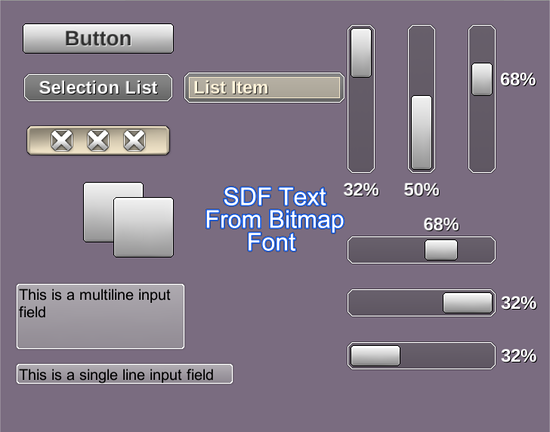 Button
Selection List
List Item
68%
32%
50%
SDF Text
From Bitmap
Font
68%
This is a multiline input
field
32%
32%
This is a single line input field